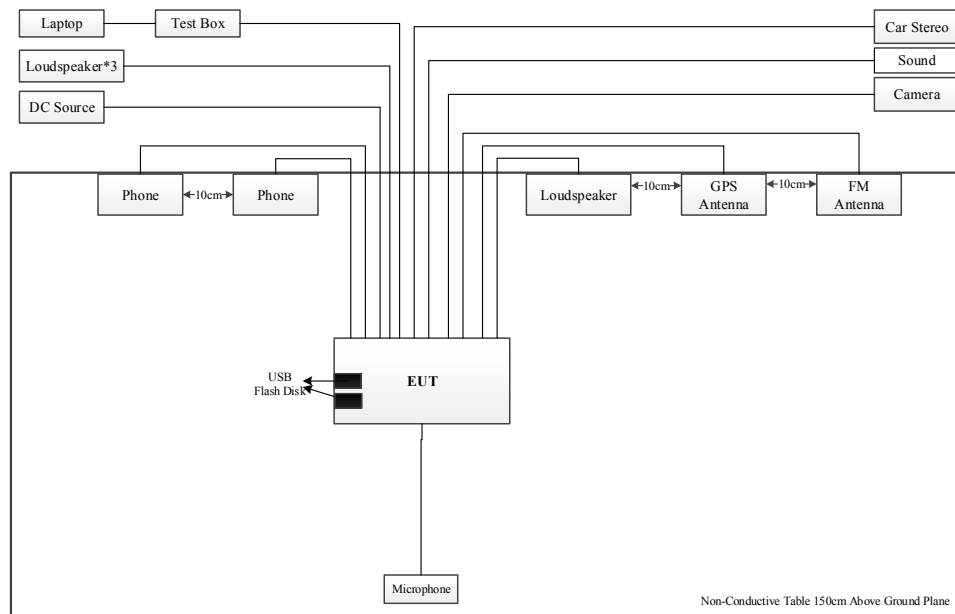 Laptop
Test Box
Car Stereo
Loudspeaker*3
Sound
DC Source
Camera
Phone
10cm
Phone
Loudspeaker
10cm
GPS
Antenna
10cm
FM
Antenna
USB
Flash Disk
EUT
Microphone
Non-Conductive Table 150cm Above Ground Plane